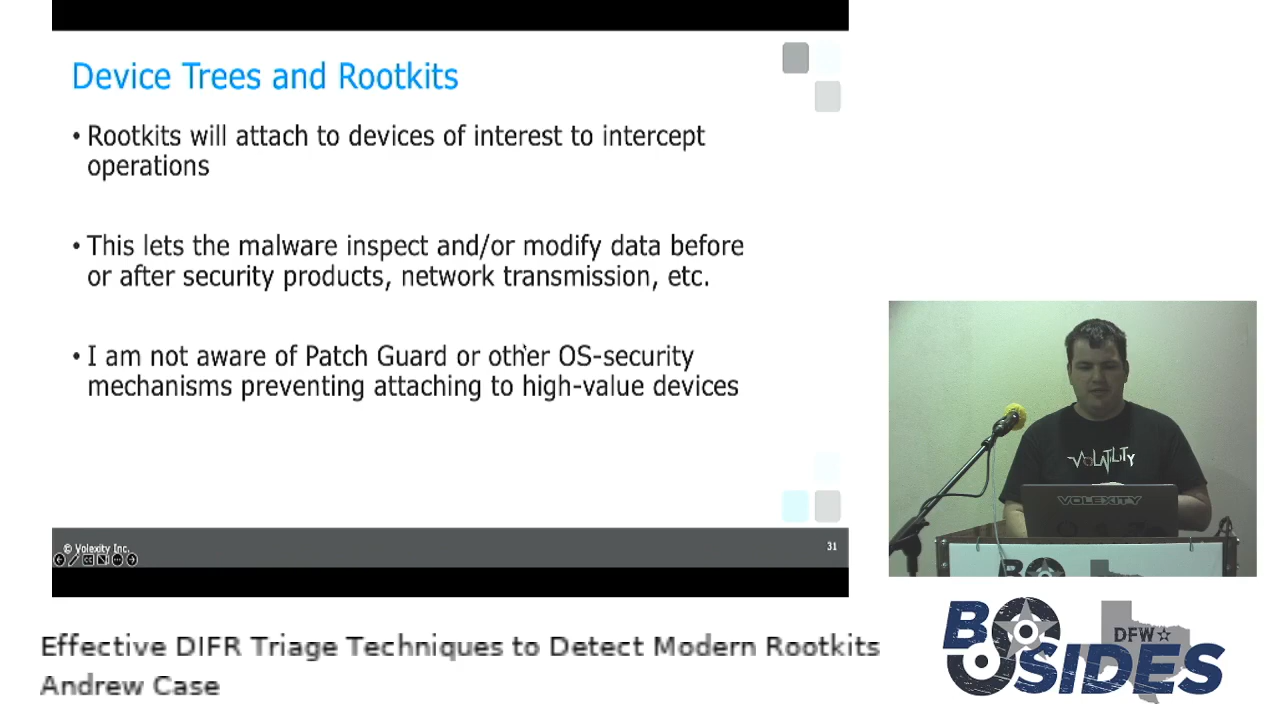 Device Trees and Rootkits
• Rootkits will attach to devices of interest to intercept
operations
• This lets the malware inspect and/or modify data before
or after security products, network transmission, etc.
• I am not aware of Patch Guard or other OS-security
mechanisms preventing attaching to high-value devices
© Volexity Inc.
31
VOLATILITY
VOLEXITY
Effective DIFR Triage Techniques to Detect Modern Rootkits
Andrew Case
BSIDES
DFW